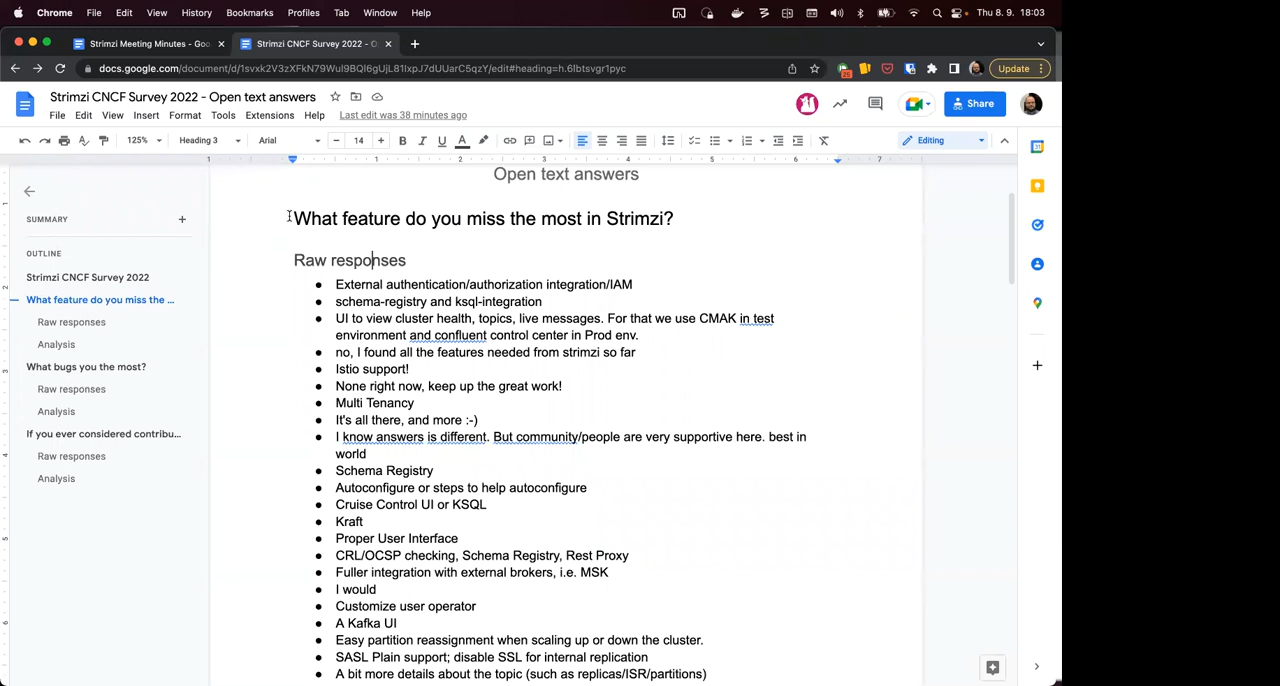 Chrome File Edit View History Bookmarks Profiles Tab Window Help Thu 8. 9. 18:03
Strimzi Meeting Minutes - Goo Strimzi CNCF Survey 2022 - O
docs.google.com/document/d/1svxk2V3zXFkN79WuI9BQI6gUjL81IxpJ7dUUarC5qzY/edit#heading=h.6lbtsvgr1pyc 26 Update
Strimzi CNCF Survey 2022 - Open text answers
File Edit View Insert Format Tools Extensions Help Last edit was 38 minutes ago
Share
125% Heading 3 Arial 14 B I U A Editing
1 1 2 3 4 5 6 7
Open text answers
SUMMARY
OUTLINE
Strimzi CNCF Survey 2022
What feature do you miss the ...
Raw responses
Analysis
What bugs you the most?
Raw responses
Analysis
If you ever considered contribu...
Raw responses
Analysis
What feature do you miss the most in Strimzi?
Raw responses
● External authentication/authorization integration/IAM
● schema-registry and ksql-integration
● UI to view cluster health, topics, live messages. For that we use CMAK in test
environment and confluent control center in Prod env.
● no, I found all the features needed from strimzi so far
● Istio support!
● None right now, keep up the great work!
● Multi Tenancy
● It's all there, and more :-)
● I know answers is different. But community/people are very supportive here. best in
world
● Schema Registry
● Autoconfigure or steps to help autoconfigure
● Cruise Control UI or KSQL
● Kraft
● Proper User Interface
● CRL/OCSP checking, Schema Registry, Rest Proxy
● Fuller integration with external brokers, i.e. MSK
● I would
● Customize user operator
● A Kafka UI
● Easy partition reassignment when scaling up or down the cluster.
● SASL Plain support; disable SSL for internal replication
● A bit more details about the topic (such as replicas/ISR/partitions)